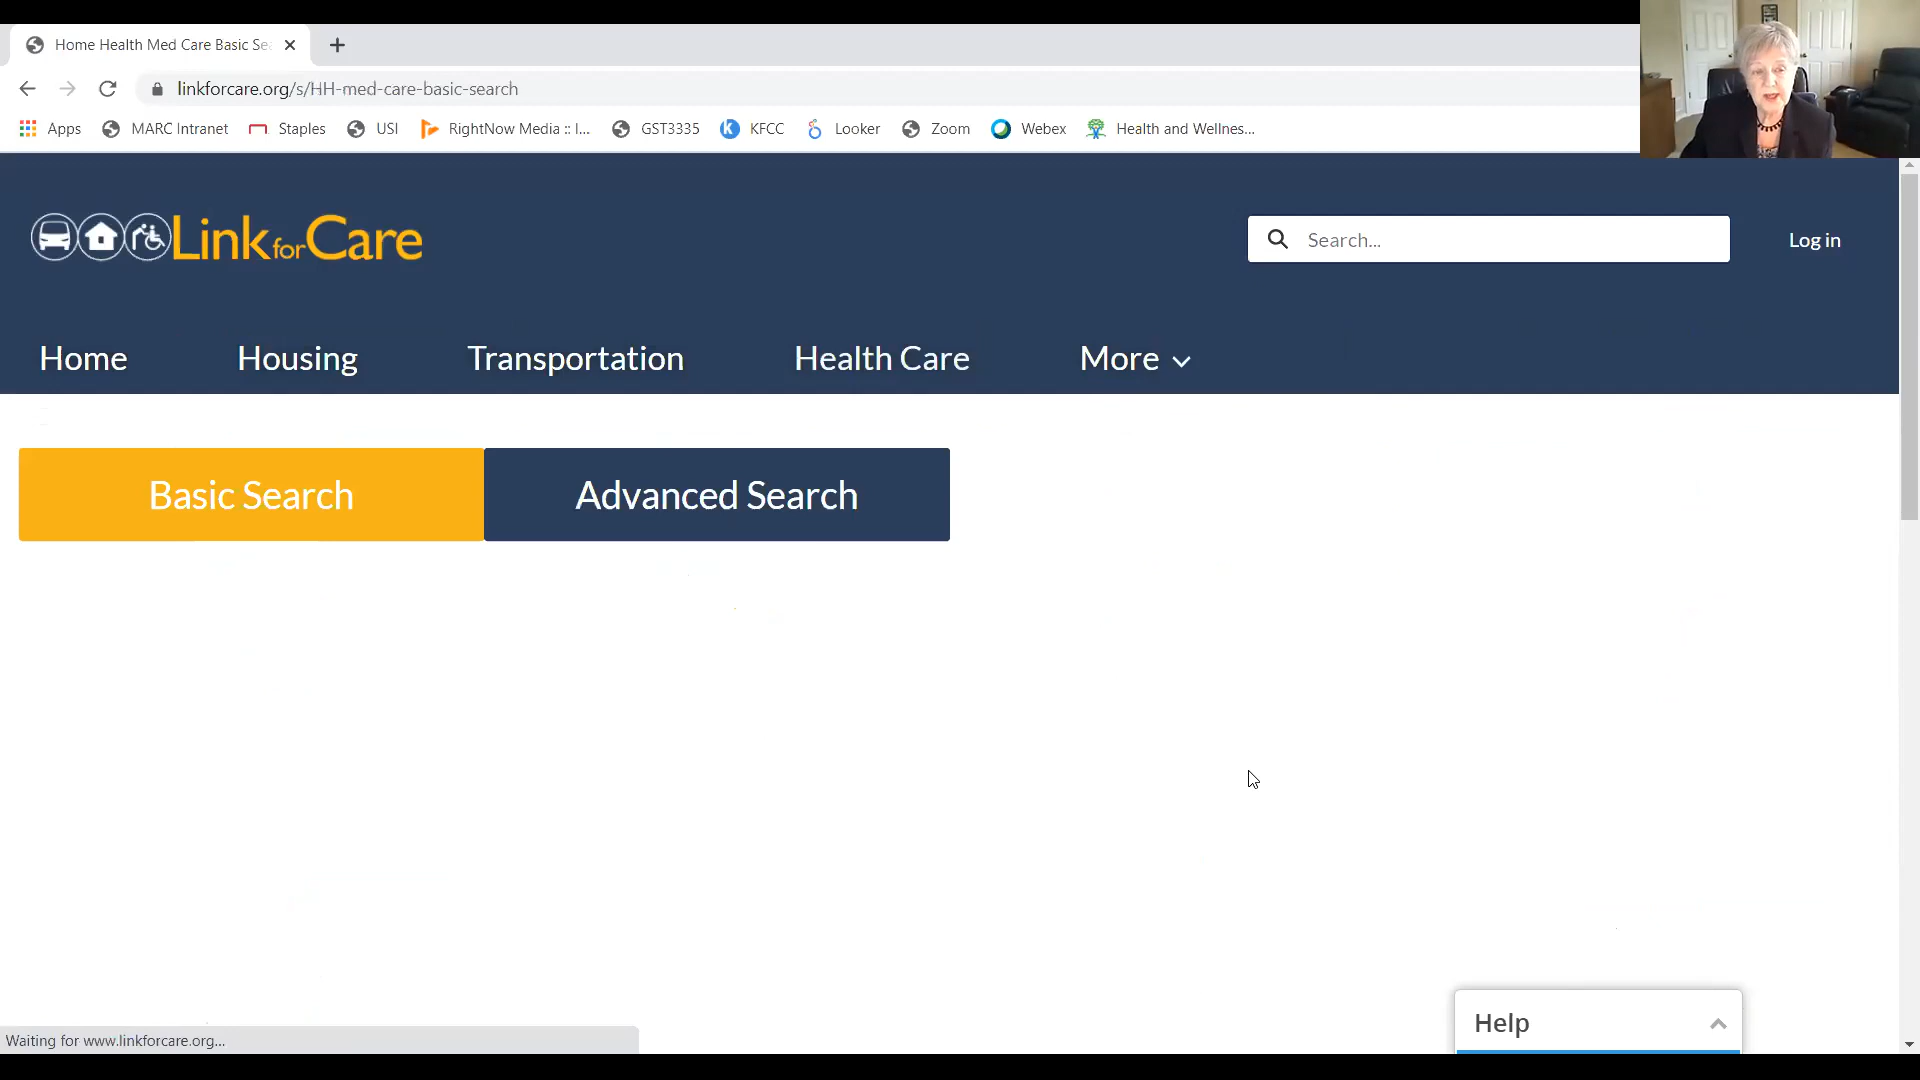 Home Health Med Care Basic Se
linkforcare.org/s/HH-med-care-basic-search
Apps MARC Intranet Staples USI RightNow Media :: I... GST3335 KFCC Looker Zoom Webex Health and Wellnes...
LinkforCare
Search...
Log in
Home Housing Transportation Health Care More
Basic Search Advanced Search
Help
Waiting for www.linkforcare.org...